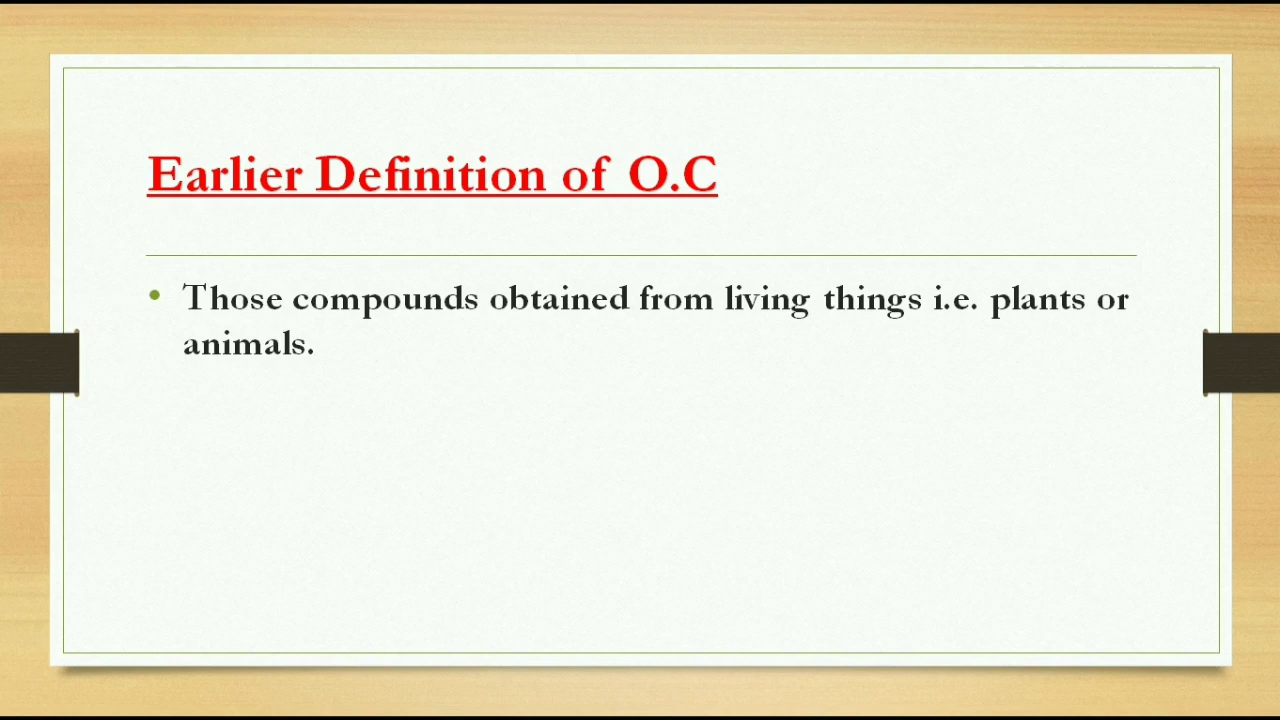 Earlier Definition of O.C
• Those compounds obtained from living things i.e. plants or
animals.